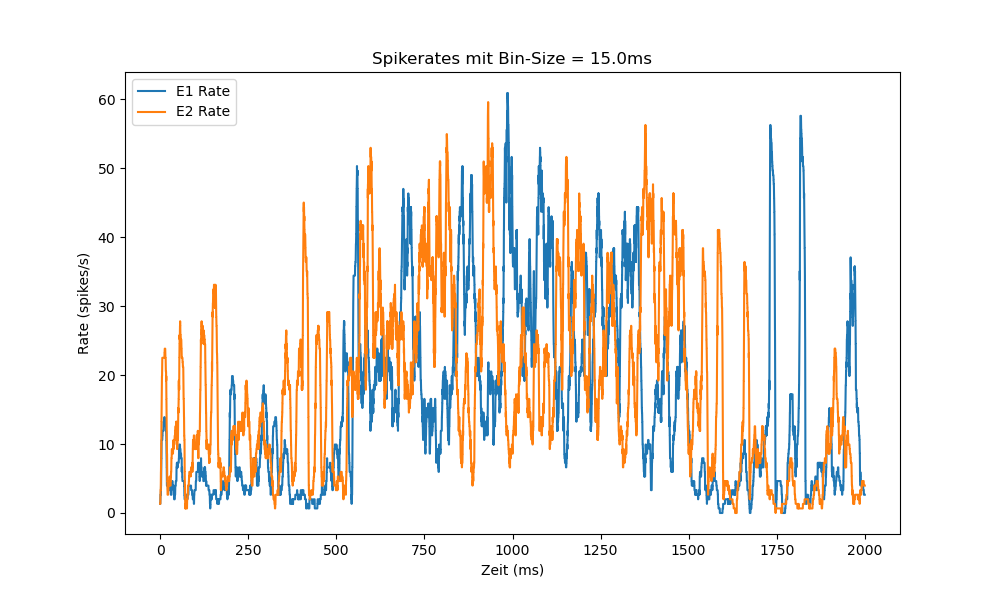 Spikerates mit Bin-Size = 15.0ms
E1 Rate
E2 Rate
60
50
40
30
20
10
0
Rate (spikes/s)
0 250 500 750 1000 1250 1500 1750 2000
Zeit (ms)